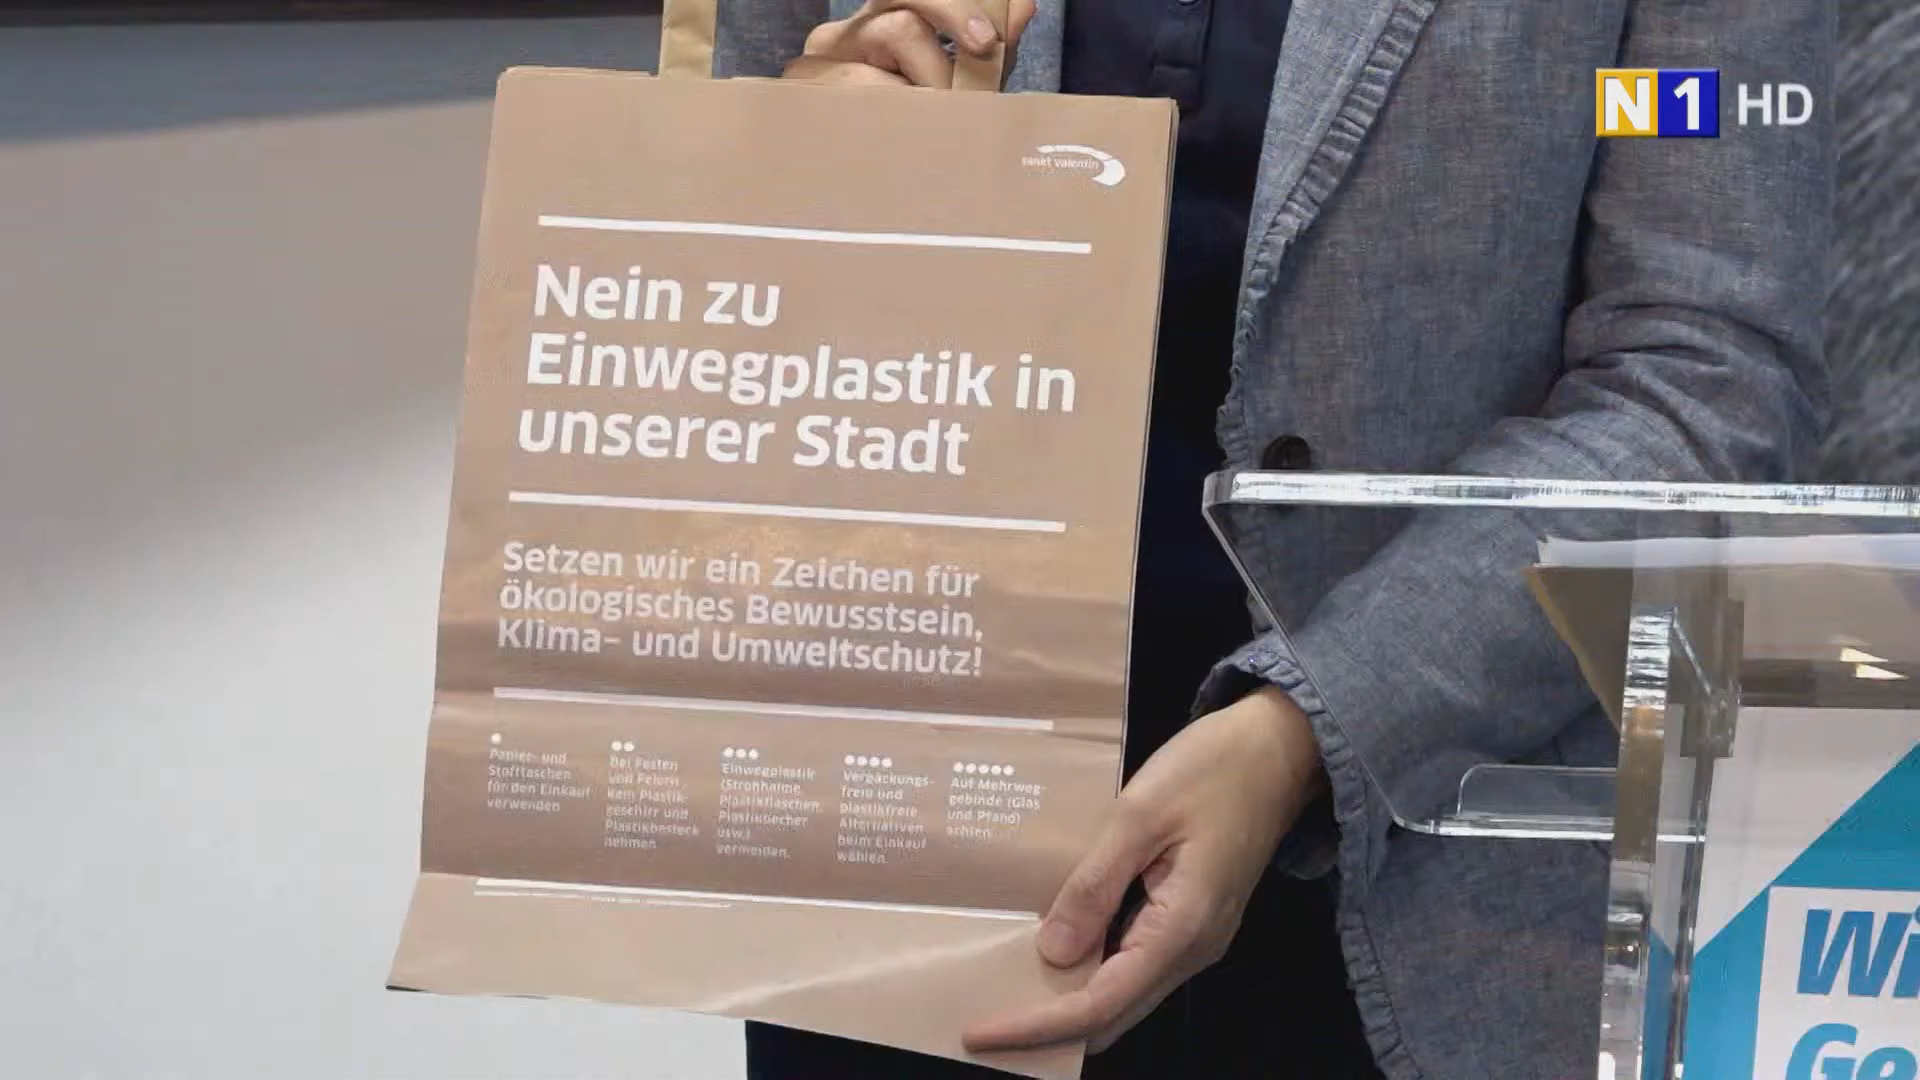 N1 HD
sankt valentin
Nein zu
Einwegplastik in
unserer Stadt
Setzen wir ein Zeichen für
ökologisches Bewusstsein,
Klima- und Umweltschutz!
Papier- und
Stofftaschen
für den Einkauf
verwenden
Bei Festen
und Feiern
kein Plastik-
geschirr und
Plastikbesteck
nehmen
Einwegplastik
(Strohhalme,
Plastikflaschen,
Plastikbecher
usw.)
vermeiden.
Verpackungs-
freie und
plastikfreie
Alternativen
beim Einkauf
wählen.
Auf Mehrweg-
gebinde (Glas
und Pfand)
achten
Wi
Ge